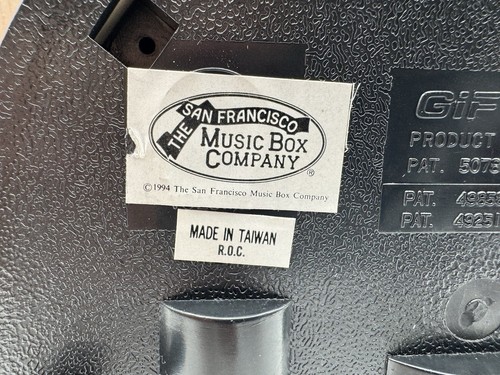 THE SAN FRANCISCO
MUSIC BOX
COMPANY
®
©1994 The San Francisco Music Box Company
MADE IN TAIWAN
R.O.C.
PRODUCT
PAT.
PAT.
PAT.